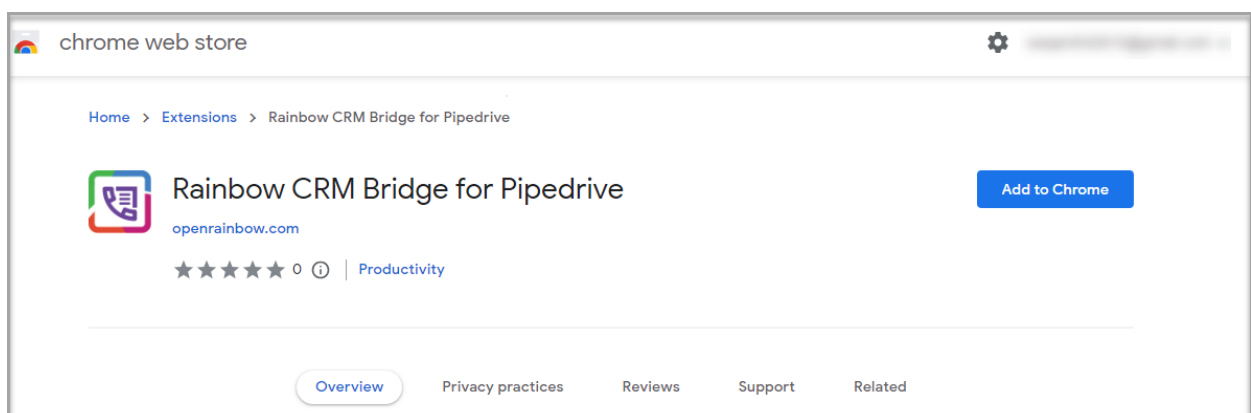 chrome web store
Home > Extensions > Rainbow CRM Bridge for Pipedrive
Rainbow CRM Bridge for Pipedrive
Add to Chrome
openrainbow.com
0 Productivity
Overview Privacy practices Reviews Support Related